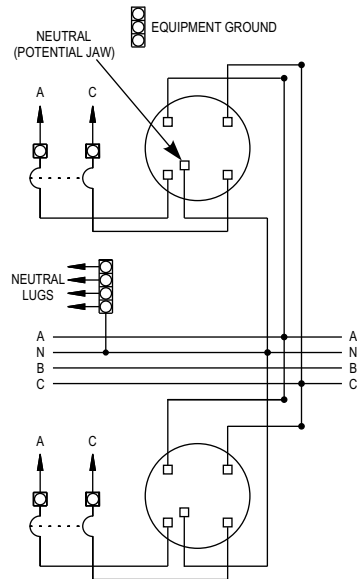 EQUIPMENT GROUND
NEUTRAL
(POTENTIAL JAW)
A C
NEUTRAL
LUGS
A A
N N
B B
C C
A C